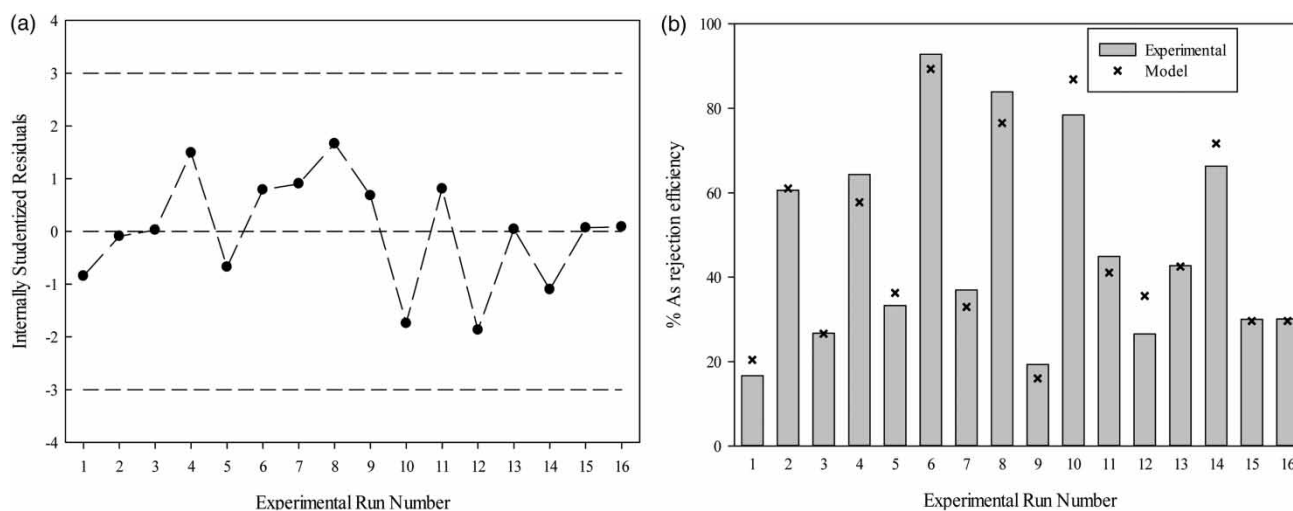 (a)
4
3
2
1
0
-1
-2
-3
-4
Internally Studentized Residuals
1 2 3 4 5 6 7 8 9 10 11 12 13 14 15 16
Experimental Run Number
(b)
100
80
60
40
20
0
% As rejection efficiency
Experimental
Model
1 2 3 4 5 6 7 8 9 10 11 12 13 14 15 16
Experimental Run Number